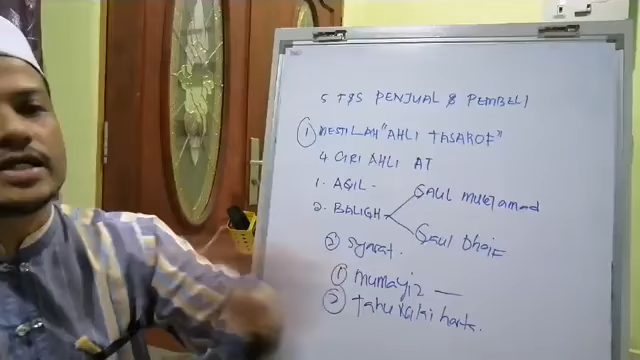 5 T&S PENJUAL & PEMBELI
① MESTILAH "AHLI TASAROF"
4 CIRI AHLI AT
1. AQIL -
Qaul muktamad
2. BALIGH
Qaul Dhoif
② Syarat.
① mumayiz —
② tahu nilai harta.